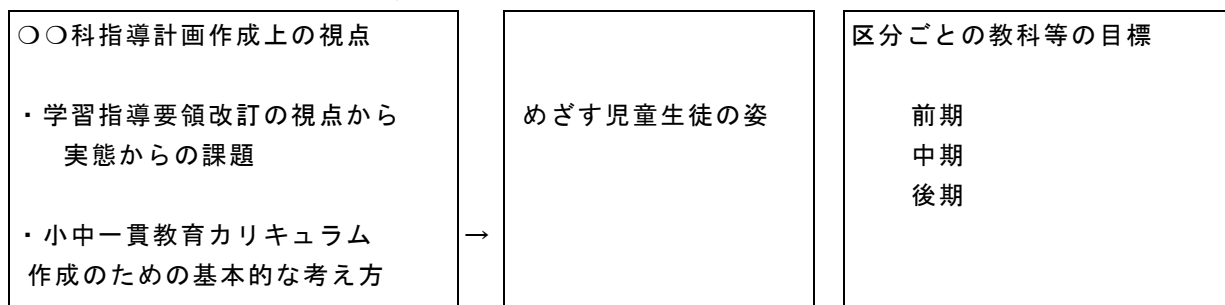 ○○科指導計画作成上の視点
・学習指導要領改訂の視点から
実態からの課題
・小中一貫教育カリキュラム
作成のための基本的な考え方
→
めざす児童生徒の姿
区分ごとの教科等の目標
前期
中期
後期